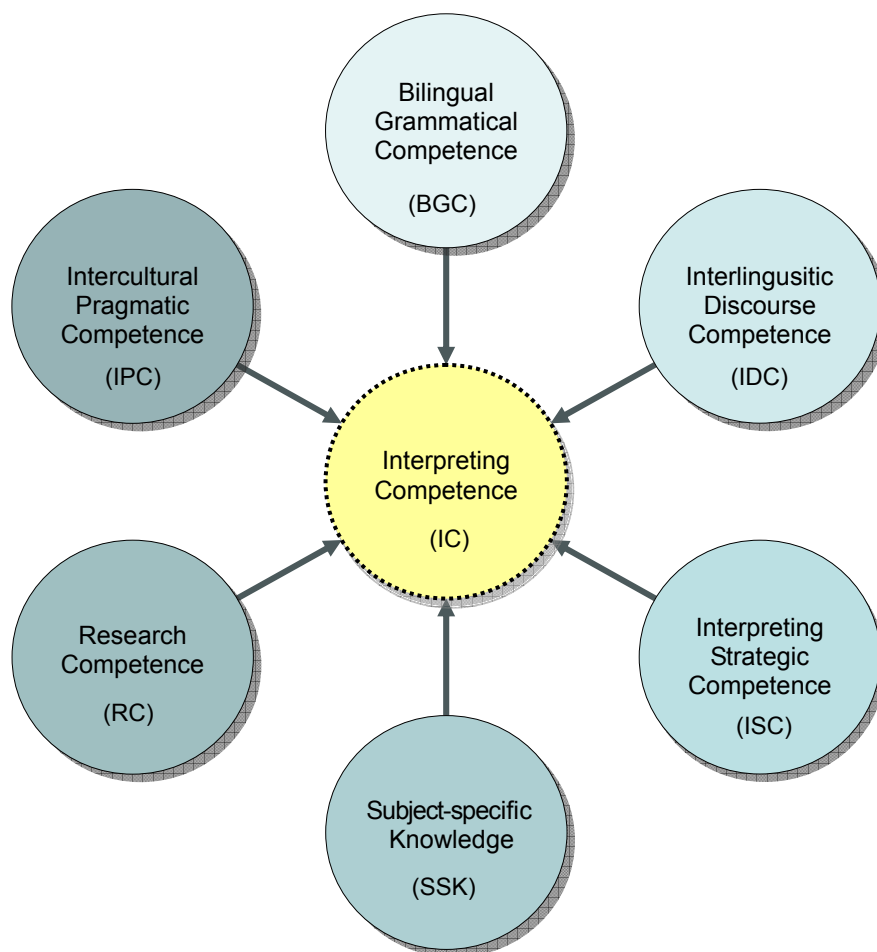 Bilingual
Grammatical
Competence
(BGC)
Intercultural
Pragmatic
Competence
(IPC)
Interlingusitic
Discourse
Competence
(IDC)
Interpreting
Competence
(IC)
Research
Competence
(RC)
Interpreting
Strategic
Competence
(ISC)
Subject-specific
Knowledge
(SSK)